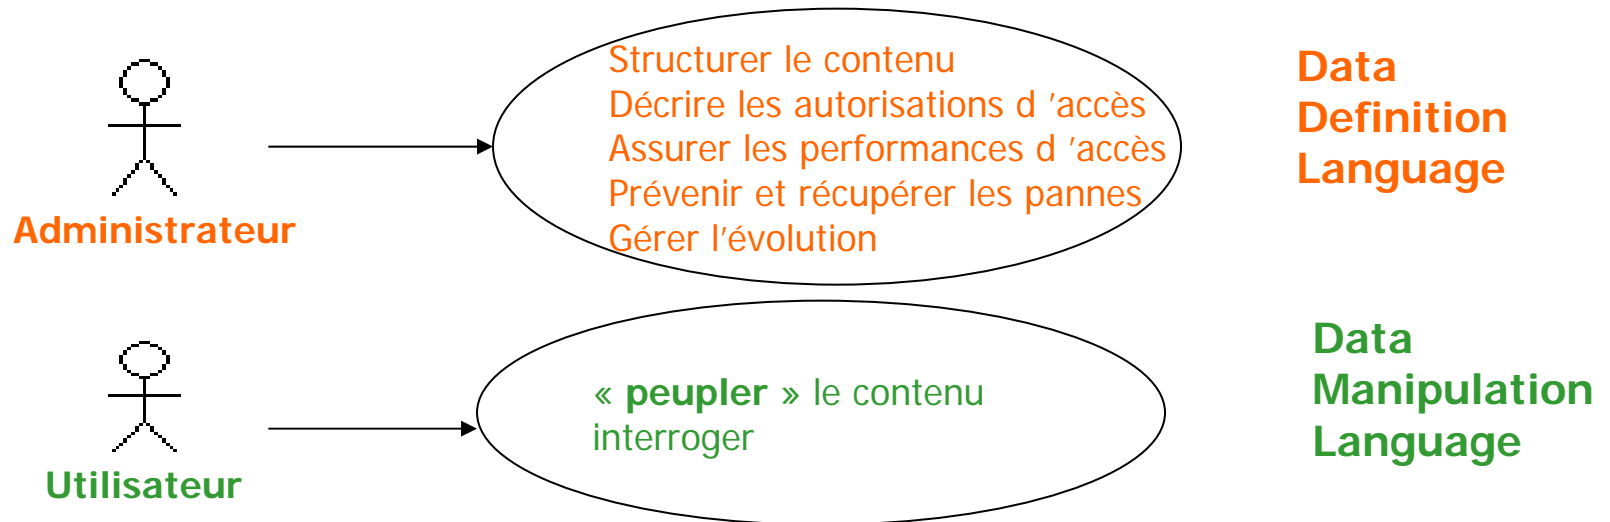 Structurer le contenu
Décrire les autorisations d ’accès
Assurer les performances d ’accès
Prévenir et récupérer les pannes
Gérer l’évolution
Administrateur
Data
Definition
Language
« peupler » le contenu
interroger
Utilisateur
Data
Manipulation
Language